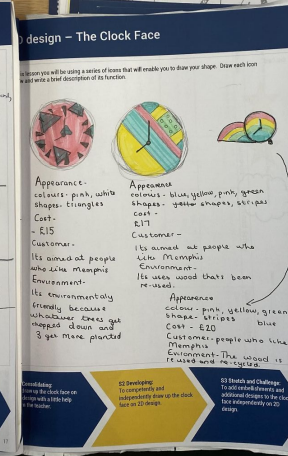 D design – The Clock Face
lesson you will be using a series of icons that will enable you to draw your shape. Draw each icon
and write a brief description of its function.
Appearance-
colours- pink, white
shapes- triangles
Cost-
- £15
Customer-
Its aimed at people
who like Memphis
Environment-
Its environmentaly
friendly because
whatever trees get
chopped down and
3 get more planted
Appearance
colours- blue, yellow, pink, green
shapes- shapes, stripes
cost-
£17
Customer-
Its aimed at people who
like Memphis
Environment-
Its uses wood thats been
re-used.
Appearance
colour- pink, yellow, green
blue
shape- stripes
Cost- £20
Customer- people who like
Memphis
Evironment- The wood is
reused and re-cycled.
draw up the clock face on
design with a little help
the teacher.
S2 Developing:
To competently and
independently draw up the clock
face on 2D design.
S3 Stretch and Challenge:
To add embellishments and
additional designs to the clock
face independently on 2D
design.